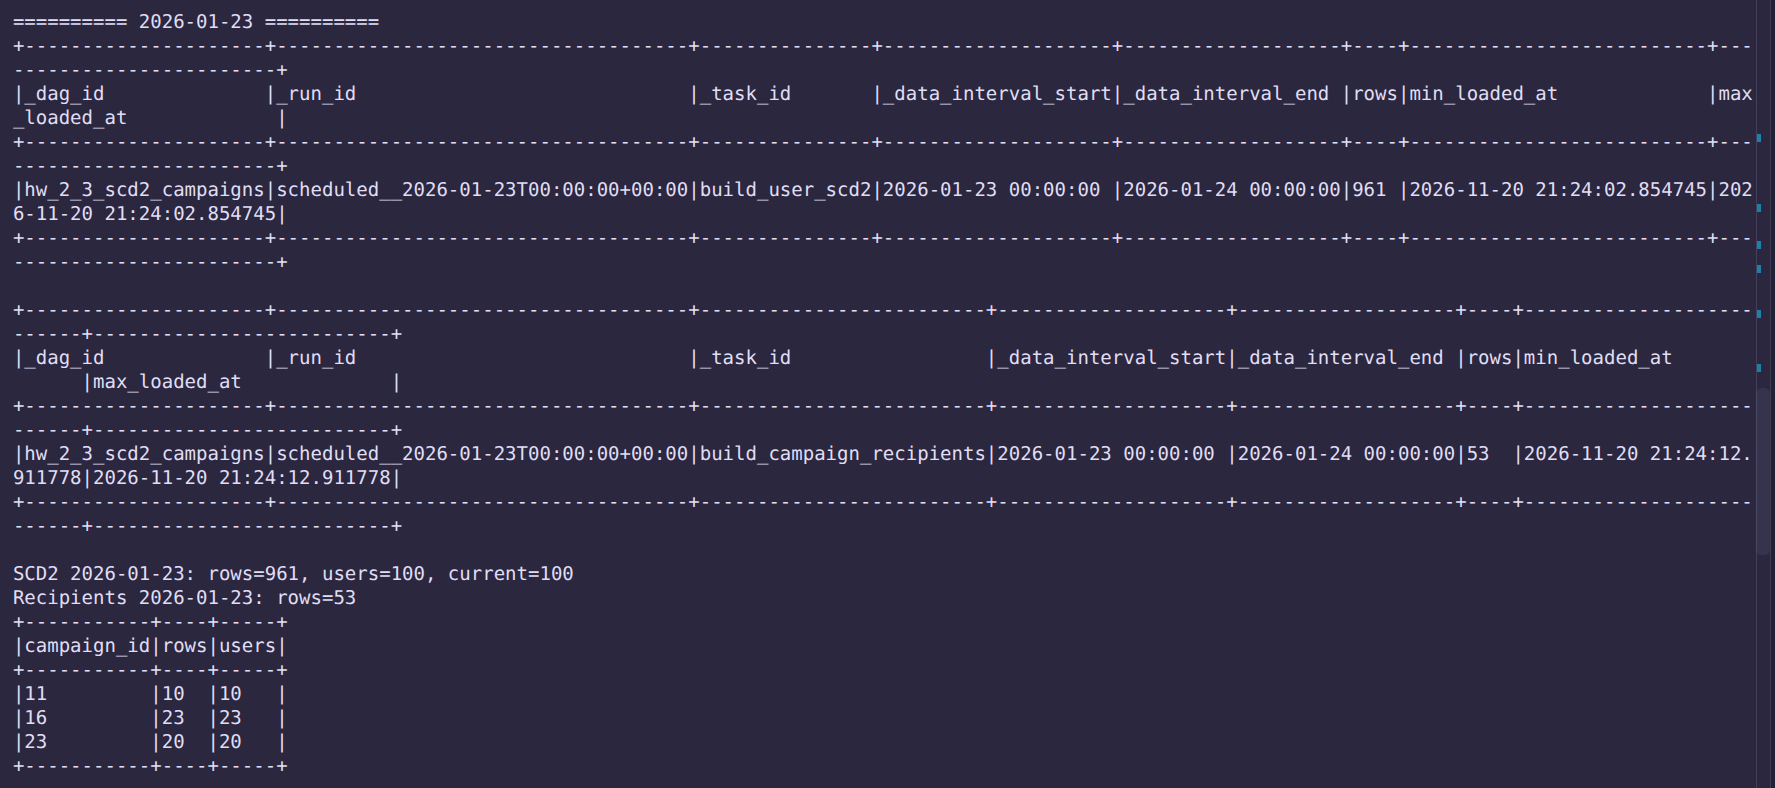 ========== 2026-01-23 ==========
+---------------------+------------------------------------+---------------+--------------------+-------------------+----+--------------------------+---
-----------------------+
|_dag_id              |_run_id                             |_task_id       |_data_interval_start|_data_interval_end |rows|min_loaded_at             |max
_loaded_at             |
+---------------------+------------------------------------+---------------+--------------------+-------------------+----+--------------------------+---
-----------------------+
|hw_2_3_scd2_campaigns|scheduled__2026-01-23T00:00:00+00:00|build_user_scd2|2026-01-23 00:00:00 |2026-01-24 00:00:00|961 |2026-11-20 21:24:02.854745|202
6-11-20 21:24:02.854745|
+---------------------+------------------------------------+---------------+--------------------+-------------------+----+--------------------------+---
-----------------------+

+---------------------+------------------------------------+-------------------------+--------------------+-------------------+----+--------------------
------+--------------------------+
|_dag_id              |_run_id                             |_task_id                 |_data_interval_start|_data_interval_end |rows|min_loaded_at
      |max_loaded_at             |
+---------------------+------------------------------------+-------------------------+--------------------+-------------------+----+--------------------
------+--------------------------+
|hw_2_3_scd2_campaigns|scheduled__2026-01-23T00:00:00+00:00|build_campaign_recipients|2026-01-23 00:00:00 |2026-01-24 00:00:00|53  |2026-11-20 21:24:12.
911778|2026-11-20 21:24:12.911778|
+---------------------+------------------------------------+-------------------------+--------------------+-------------------+----+--------------------
------+--------------------------+

SCD2 2026-01-23: rows=961, users=100, current=100
Recipients 2026-01-23: rows=53
+-----------+----+-----+
|campaign_id|rows|users|
+-----------+----+-----+
|11         |10  |10   |
|16         |23  |23   |
|23         |20  |20   |
+-----------+----+-----+